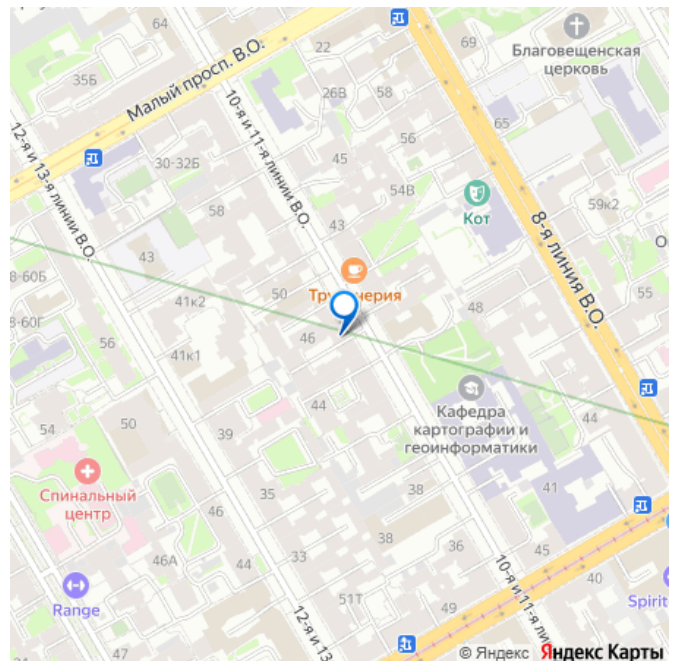 35Б
Малый просп. В.О.
22
69
Благовещенская
церковь
26В
58
65
10-я и 11-я линии В.О.
12-я и 13-я линии В.О.
56
30-32Б
45
54В
59к2
58
Кот
8-я линия В.О.
43
43
8-60Б
50
41к2
55
48
8-60Г
56
46
41к1
Кафедра
картографии и
геоинформатики
44
44
54
50
39
Спинальный
центр
35
38
41
46
38
36
45
46А
44
33
40
Range
51Т
49
Spirit
47
12-я и 13
10-я и 11-я лин
© Яндекс Яндекс Карты